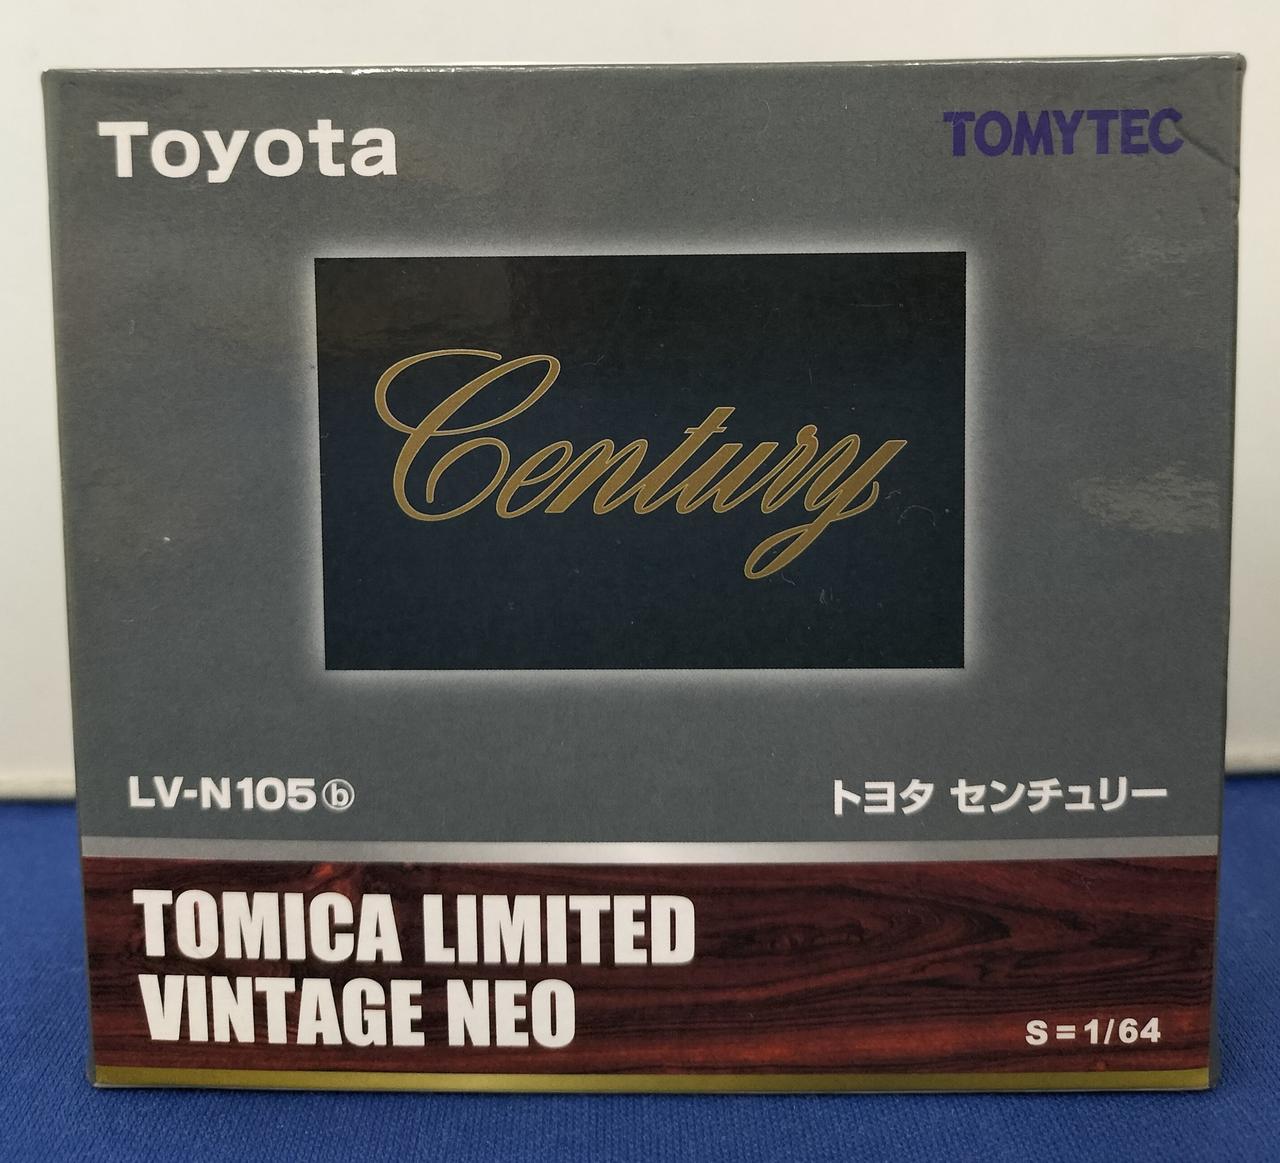 Toyota
TOMYTEC
Century
LV-N105ⓑ
トヨタ センチュリー
TOMICA LIMITED
VINTAGE NEO
S=1/64